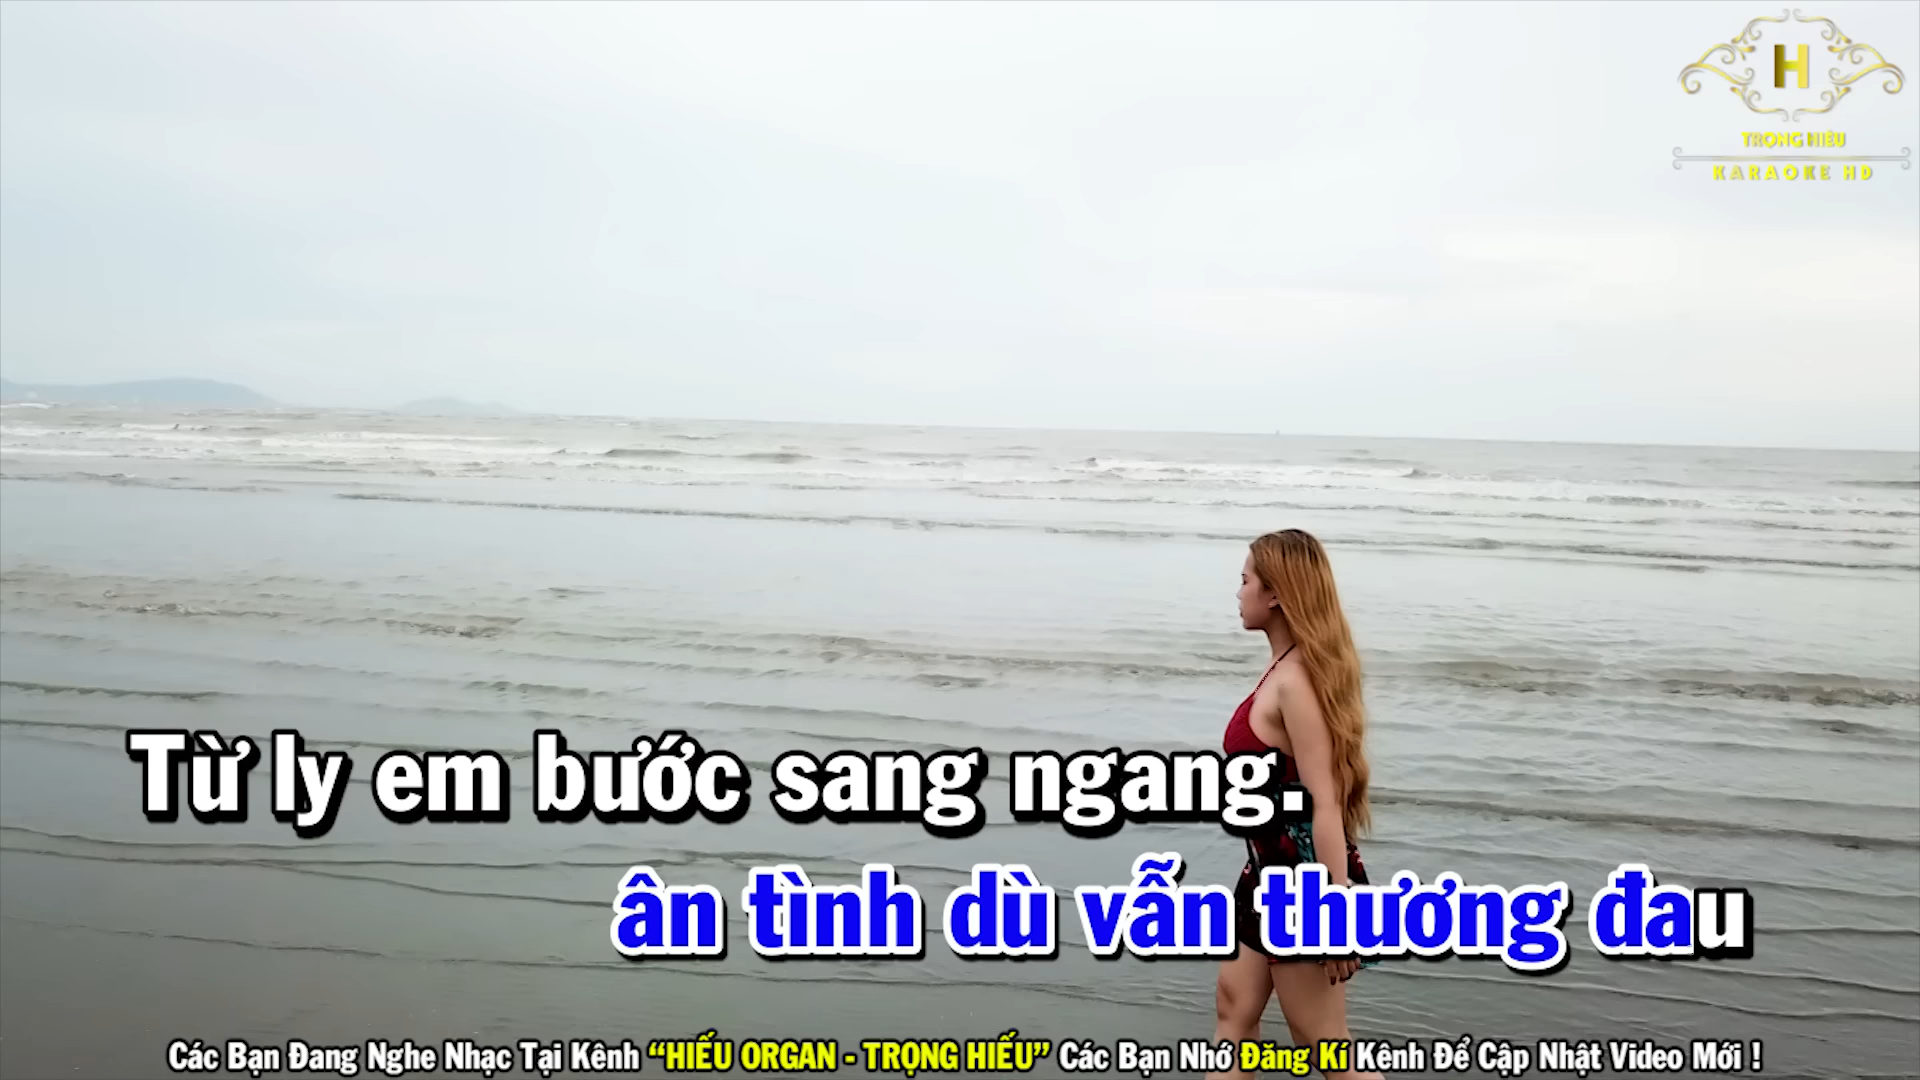 H
TRỌNG HIẾU
KARAOKE HD
Từ ly em bước sang ngang.
ân tình dù vẫn thương đau
Các Bạn Đang Nghe Nhạc Tại Kênh “HIẾU ORGAN - TRỌNG HIẾU” Các Bạn Nhớ Đăng Kí Kênh Để Cập Nhật Video Mới !